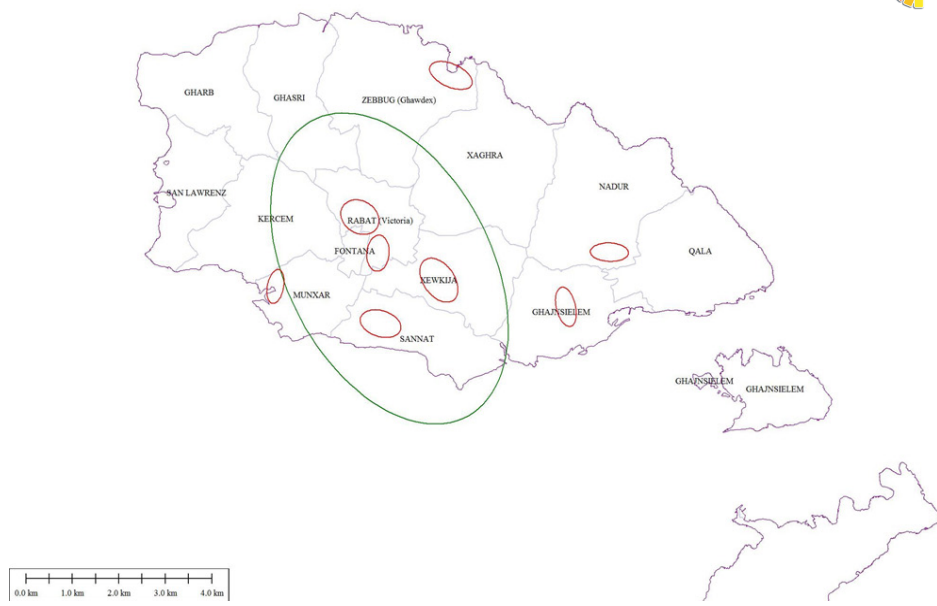 GHARB
GHASRI
ZEBBUG (Ghawdex)
XAGHRA
NADUR
SAN LAWRENZ
KERCEM
RABAT (Victoria)
FONTANA
QALA
XEWKIJA
MUNXAR
GHAJNSIELEM
SANNAT
GHAJNSIELEM
GHAJNSIELEM
0.0 km 1.0 km 2.0 km 3.0 km 4.0 km